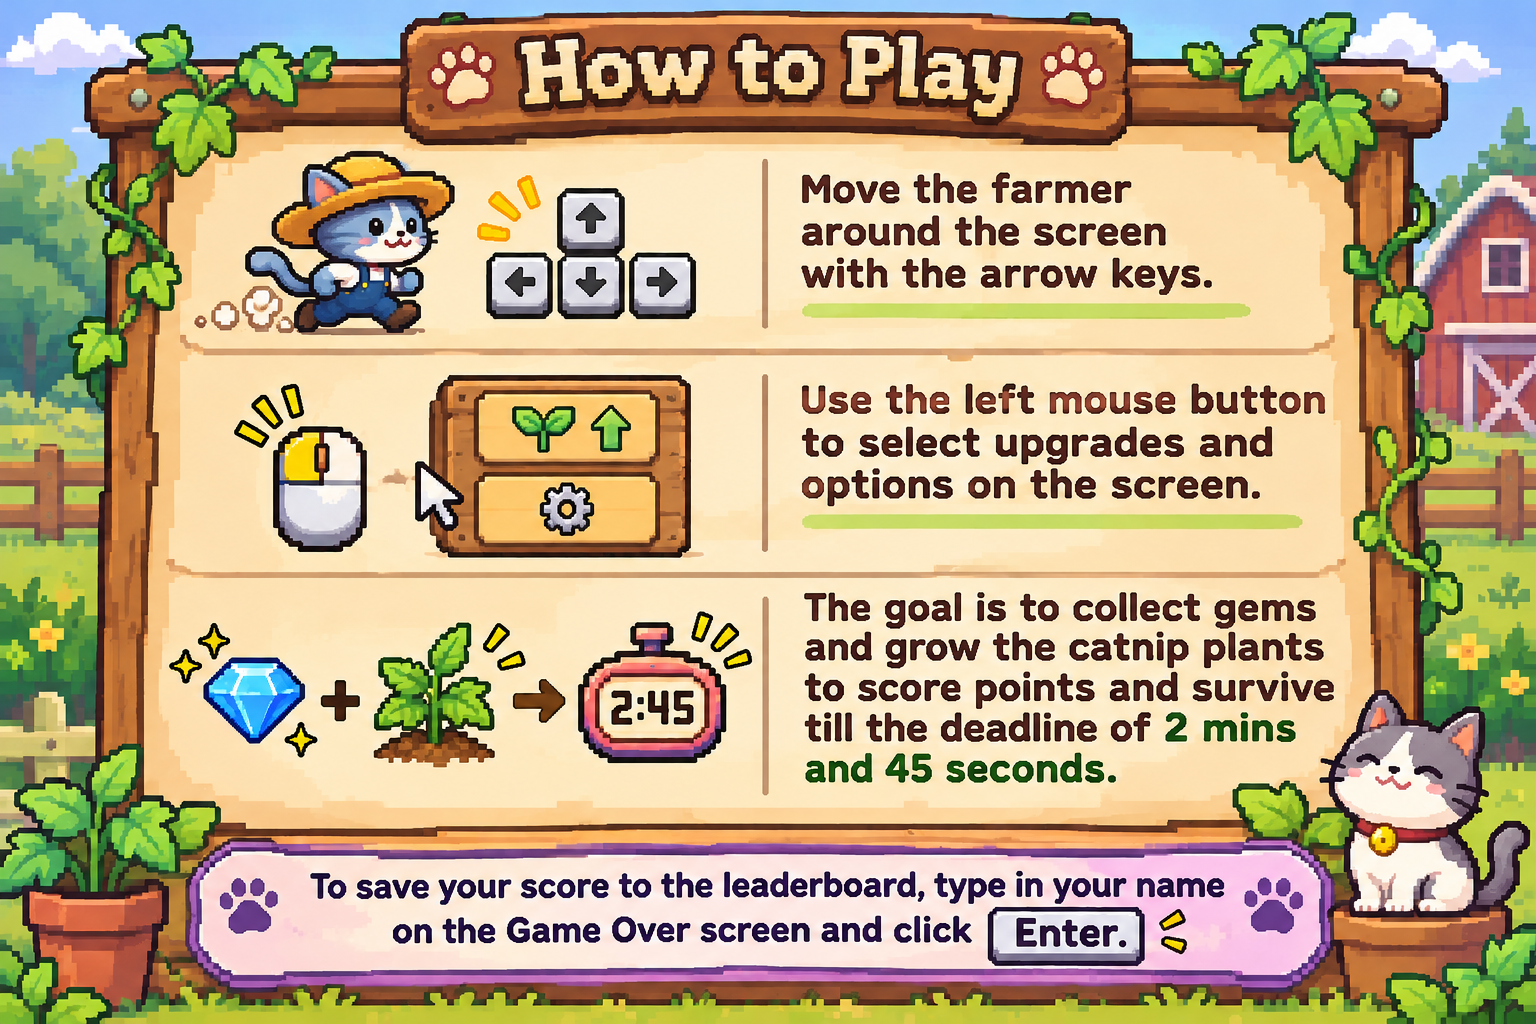 How to Play
Move the farmer
around the screen
with the arrow keys.
Use the left mouse button
to select upgrades and
options on the screen.
2:45
The goal is to collect gems
and grow the catnip plants
to score points and survive
till the deadline of 2 mins
and 45 seconds.
To save your score to the leaderboard, type in your name
on the Game Over screen and click Enter.